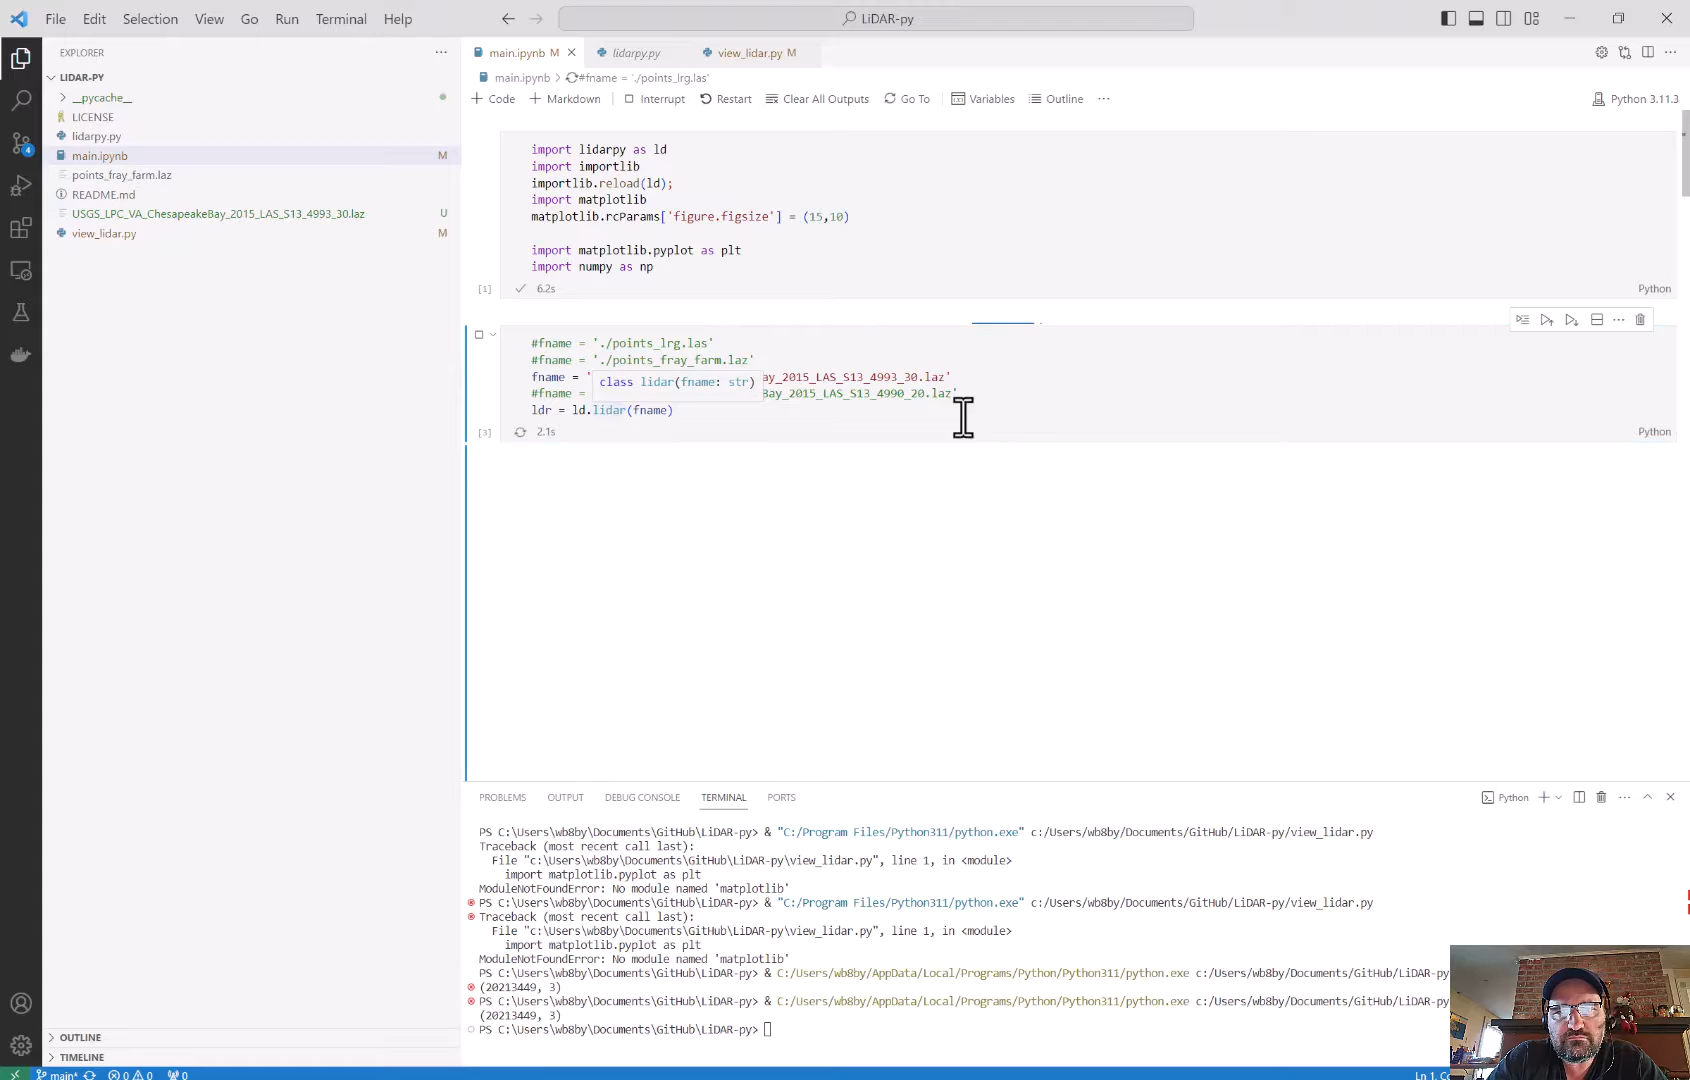 File Edit Selection View Go Run Terminal Help
LiDAR-py
EXPLORER
LIDAR-PY
__pycache__
LICENSE
lidarpy.py
main.ipynb M
points_fray_farm.laz
README.md
USGS_LPC_VA_ChesapeakeBay_2015_LAS_S13_4993_30.laz U
view_lidar.py M
OUTLINE
TIMELINE
4
main.ipynb M
lidarpy.py
view_lidar.py M
main.ipynb > #fname = './points_lrg.las'
Code
Markdown
Interrupt
Restart
Clear All Outputs
Go To
Variables
Outline
Python 3.11.3
import lidarpy as ld
import importlib
importlib.reload(ld);
import matplotlib
matplotlib.rcParams['figure.figsize'] = (15,10)
import matplotlib.pyplot as plt
import numpy as np
[1] 6.2s Python
#fname = './points_lrg.las'
#fname = './points_fray_farm.laz'
fname = ' ay_2015_LAS_S13_4993_30.laz'
class lidar(fname: str)
#fname = Bay_2015_LAS_S13_4990_20.laz'
ldr = ld.lidar(fname)
[3] 2.1s Python
PROBLEMS OUTPUT DEBUG CONSOLE TERMINAL PORTS
Python
PS C:\Users\wb8by\Documents\GitHub\LiDAR-py> & "C:/Program Files/Python311/python.exe" c:/Users/wb8by/Documents/GitHub/LiDAR-py/view_lidar.py
Traceback (most recent call last):
File "c:\Users\wb8by\Documents\GitHub\LiDAR-py\view_lidar.py", line 1, in <module>
import matplotlib.pyplot as plt
ModuleNotFoundError: No module named 'matplotlib'
PS C:\Users\wb8by\Documents\GitHub\LiDAR-py> & "C:/Program Files/Python311/python.exe" c:/Users/wb8by/Documents/GitHub/LiDAR-py/view_lidar.py
Traceback (most recent call last):
File "c:\Users\wb8by\Documents\GitHub\LiDAR-py\view_lidar.py", line 1, in <module>
import matplotlib.pyplot as plt
ModuleNotFoundError: No module named 'matplotlib'
PS C:\Users\wb8by\Documents\GitHub\LiDAR-py> & C:/Users/wb8by/AppData/Local/Programs/Python/Python311/python.exe c:/Users/wb8by/Documents/GitHub/LiDAR-py
(20213449, 3)
PS C:\Users\wb8by\Documents\GitHub\LiDAR-py> & C:/Users/wb8by/AppData/Local/Programs/Python/Python311/python.exe c:/Users/wb8by/Documents/GitHub/LiDAR-py
(20213449, 3)
PS C:\Users\wb8by\Documents\GitHub\LiDAR-py>
main* 0 0 0 Ln 1,